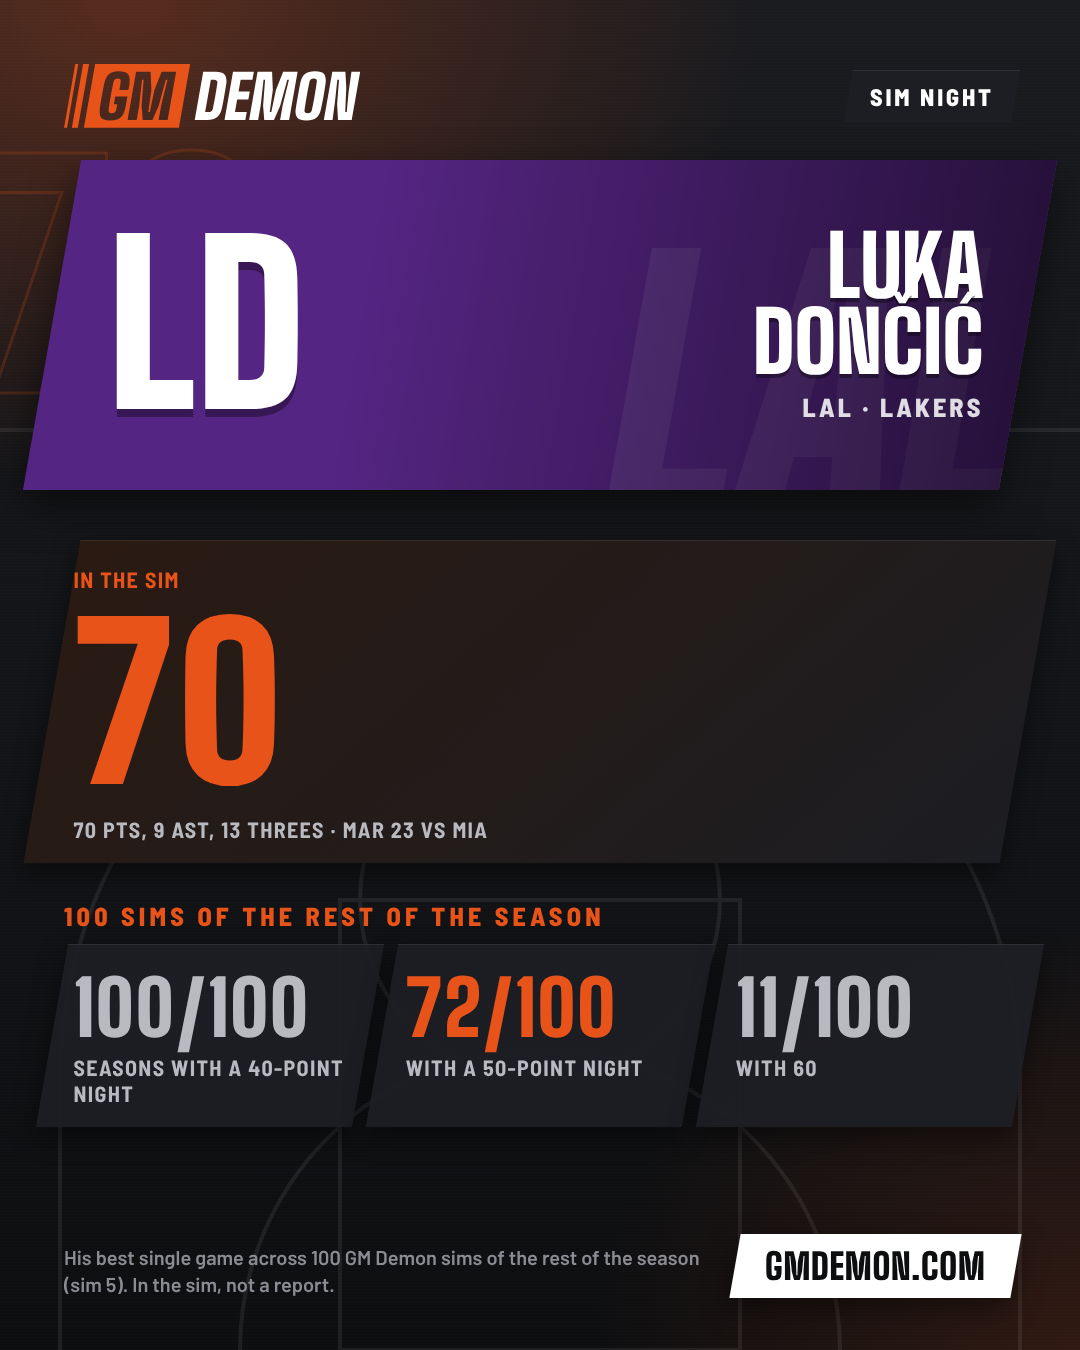 GM DEMON
SIM NIGHT
LD
LUKA
DONČIĆ
LAL · LAKERS
LAL
IN THE SIM
70
70 PTS, 9 AST, 13 THREES · MAR 23 VS MIA
100 SIMS OF THE REST OF THE SEASON
100/100
SEASONS WITH A 40-POINT
NIGHT
72/100
WITH A 50-POINT NIGHT
11/100
WITH 60
His best single game across 100 GM Demon sims of the rest of the season
(sim 5). In the sim, not a report.
GMDEMON.COM